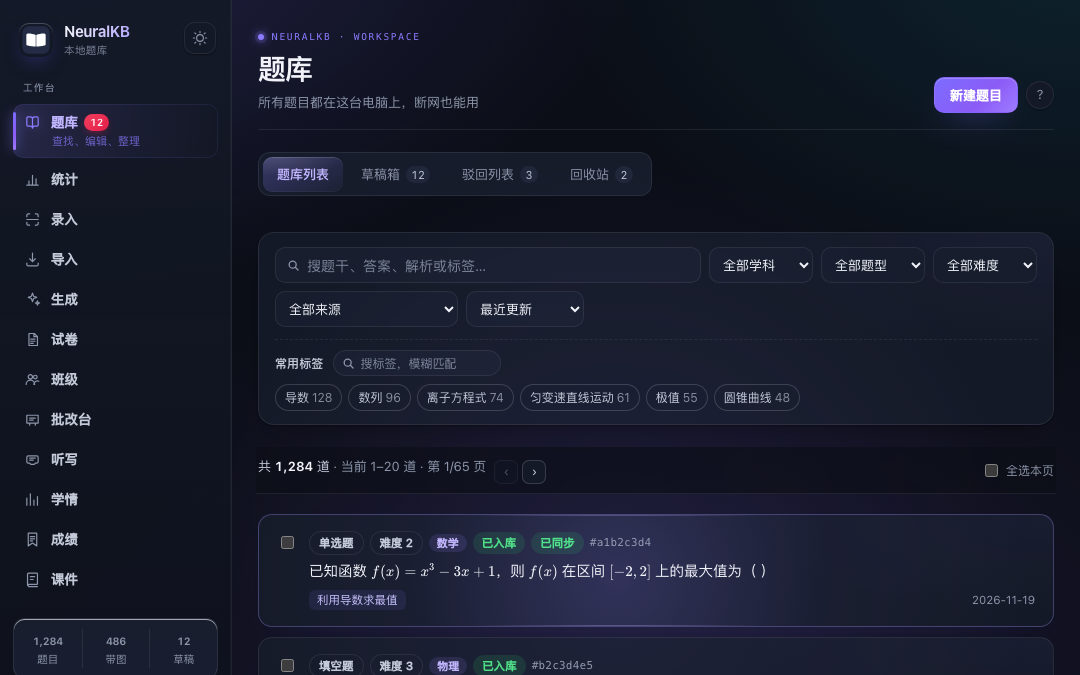 NeuralKB
本地题库
工作台
题库 12
查找、编辑、整理
统计
录入
导入
生成
试卷
班级
批改台
听写
学情
成绩
课件
1,284 486 12
题目 带图 草稿
NEURALKB · WORKSPACE
题库
所有题目都在这台电脑上，断网也能用
新建题目 ?
题库列表 草稿箱 12 驳回列表 3 回收站 2
搜题干、答案、解析或标签… 全部学科 全部题型 全部难度
全部来源 最近更新
常用标签 搜标签，模糊匹配
导数 128 数列 96 离子方程式 74 匀变速直线运动 61 极值 55 圆锥曲线 48
共 1,284 道 · 当前 1–20 道 · 第 1/65 页 ‹ › 全选本页
单选题 难度 2 数学 已入库 已同步 #a1b2c3d4
已知函数 f(x) = x³ − 3x + 1，则 f(x) 在区间 [−2, 2] 上的最大值为（ ）
利用导数求最值 2026-11-19
填空题 难度 3 物理 已入库 #b2c3d4e5